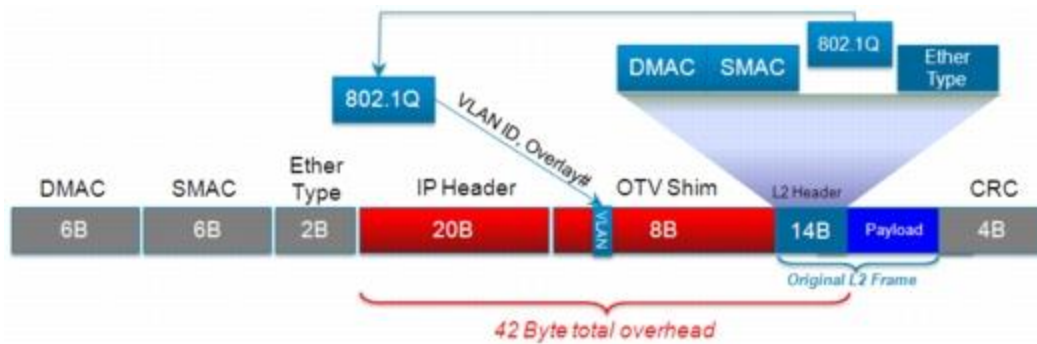 802.1Q
DMAC SMAC
Ether
Type
802.1Q
VLAN ID, Overlay#
DMAC
SMAC
Ether
Type
IP Header
OTV Shim
L2 Header
CRC
6B
6B
2B
20B
VLAN
8B
14B
Payload
4B
Original L2 Frame
42 Byte total overhead